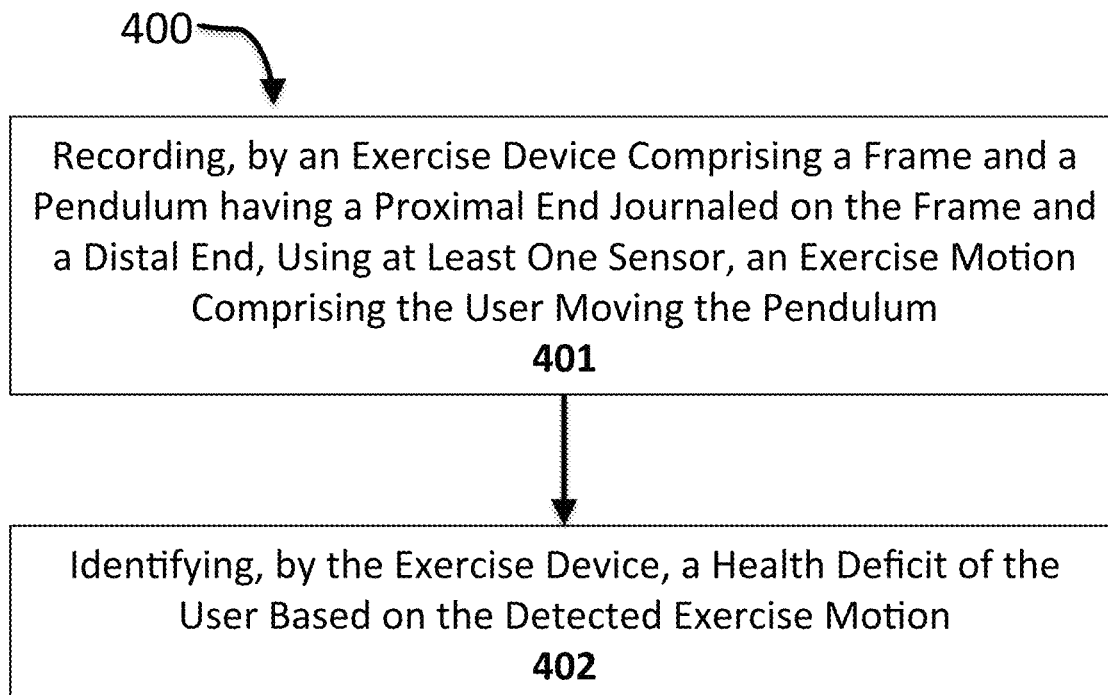 400
Recording, by an Exercise Device Comprising a Frame and a
Pendulum having a Proximal End Journaled on the Frame and
a Distal End, Using at Least One Sensor, an Exercise Motion
Comprising the User Moving the Pendulum
401
Identifying, by the Exercise Device, a Health Deficit of the
User Based on the Detected Exercise Motion
402